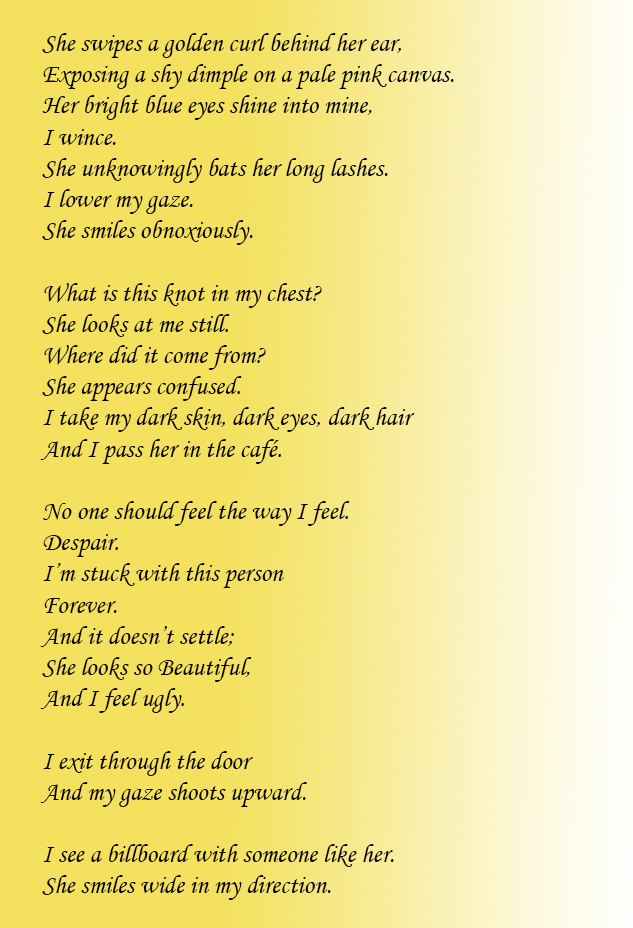 She swipes a golden curl behind her ear,
Exposing a shy dimple on a pale pink canvas.
Her bright blue eyes shine into mine,
I wince.
She unknowingly bats her long lashes.
I lower my gaze.
She smiles obnoxiously.

What is this knot in my chest?
She looks at me still.
Where did it come from?
She appears confused.
I take my dark skin, dark eyes, dark hair
And I pass her in the café.

No one should feel the way I feel.
Despair.
I'm stuck with this person
Forever.
And it doesn't settle;
She looks so Beautiful,
And I feel ugly.

I exit through the door
And my gaze shoots upward.

I see a billboard with someone like her.
She smiles wide in my direction.